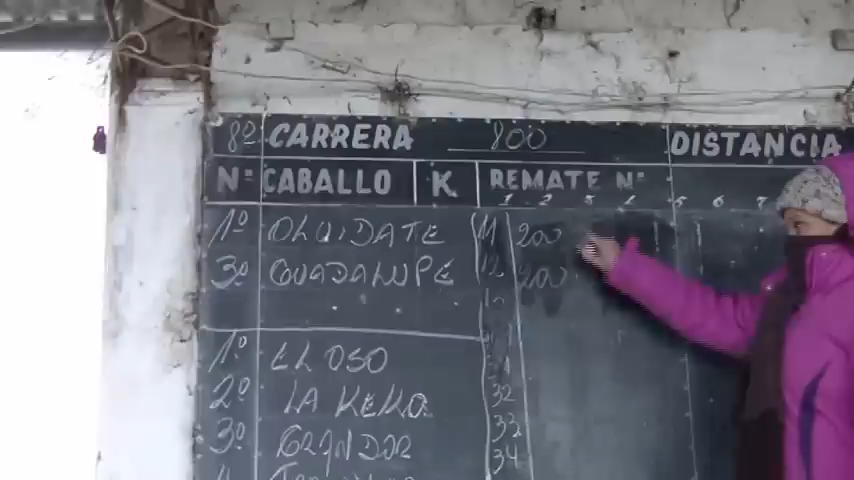 8º CARRERA 800 DISTANCIA
Nº CABALLO K. REMATE Nº
1 2 3 4 5 6 7
1º OLUIDATE 11 200
3º GUADALUPE 12 200
1º EL OSO
2º LA KEKA 32
3º GRANDOR 33
34